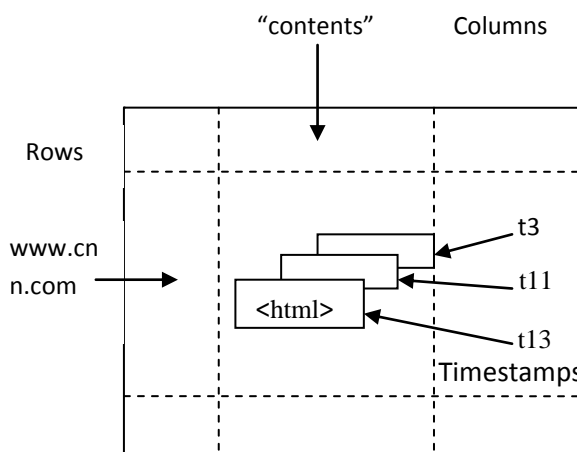 “contents” Columns
Rows
www.cn
n.com
t3
t11
<html>
t13
Timestamps